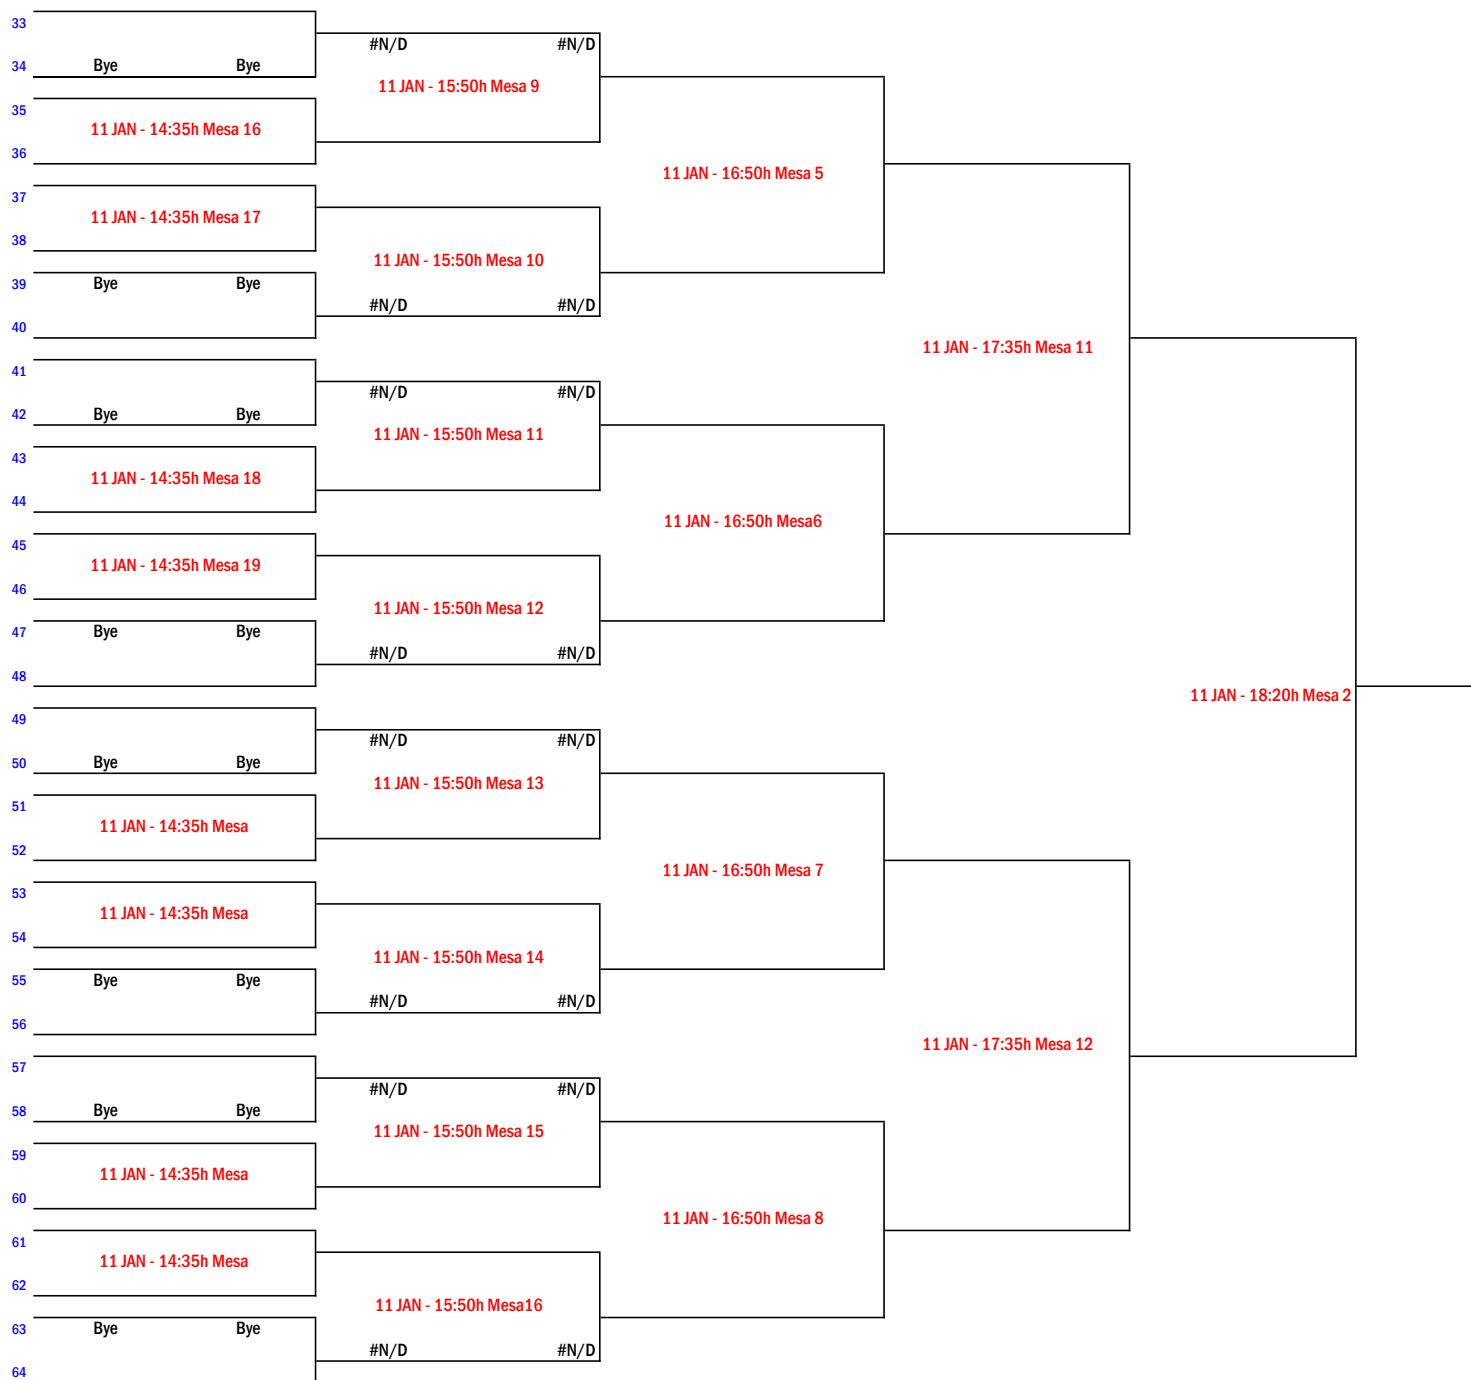 33
#N/D #N/D
34 Bye Bye
11 JAN - 15:50h Mesa 9
35
11 JAN - 14:35h Mesa 16
36
11 JAN - 16:50h Mesa 5
37
11 JAN - 14:35h Mesa 17
38
11 JAN - 15:50h Mesa 10
39 Bye Bye
#N/D #N/D
40
11 JAN - 17:35h Mesa 11
41
#N/D #N/D
42 Bye Bye
11 JAN - 15:50h Mesa 11
43
11 JAN - 14:35h Mesa 18
44
11 JAN - 16:50h Mesa6
45
11 JAN - 14:35h Mesa 19
46
11 JAN - 15:50h Mesa 12
47 Bye Bye
#N/D #N/D
48
11 JAN - 18:20h Mesa 2
49
#N/D #N/D
50 Bye Bye
11 JAN - 15:50h Mesa 13
51
11 JAN - 14:35h Mesa
52
11 JAN - 16:50h Mesa 7
53
11 JAN - 14:35h Mesa
54
11 JAN - 15:50h Mesa 14
55 Bye Bye
#N/D #N/D
56
11 JAN - 17:35h Mesa 12
57
#N/D #N/D
58 Bye Bye
11 JAN - 15:50h Mesa 15
59
11 JAN - 14:35h Mesa
60
11 JAN - 16:50h Mesa 8
61
11 JAN - 14:35h Mesa
62
11 JAN - 15:50h Mesa16
63 Bye Bye
#N/D #N/D
64